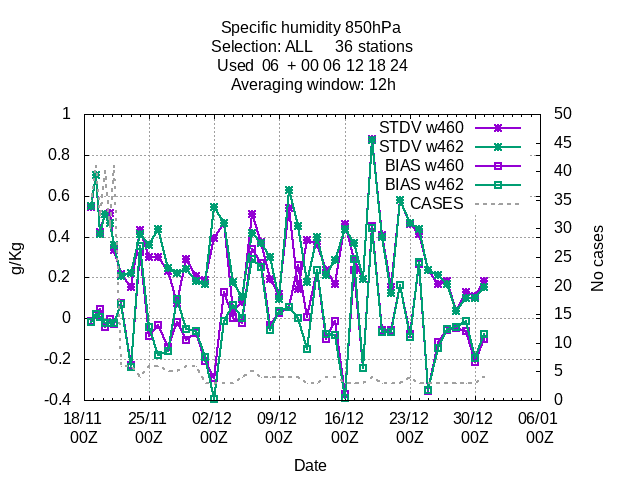 Specific humidity 850hPa
Selection: ALL 36 stations
Used 06 + 00 06 12 18 24
Averaging window: 12h
STDV w460
STDV w462
BIAS w460
BIAS w462
CASES
g/Kg
1
0.8
0.6
0.4
0.2
0
-0.2
-0.4
No cases
50
45
40
35
30
25
20
15
10
5
0
18/11 25/11 02/12 09/12 16/12 23/12 30/12 06/01
00Z 00Z 00Z 00Z 00Z 00Z 00Z 00Z
Date